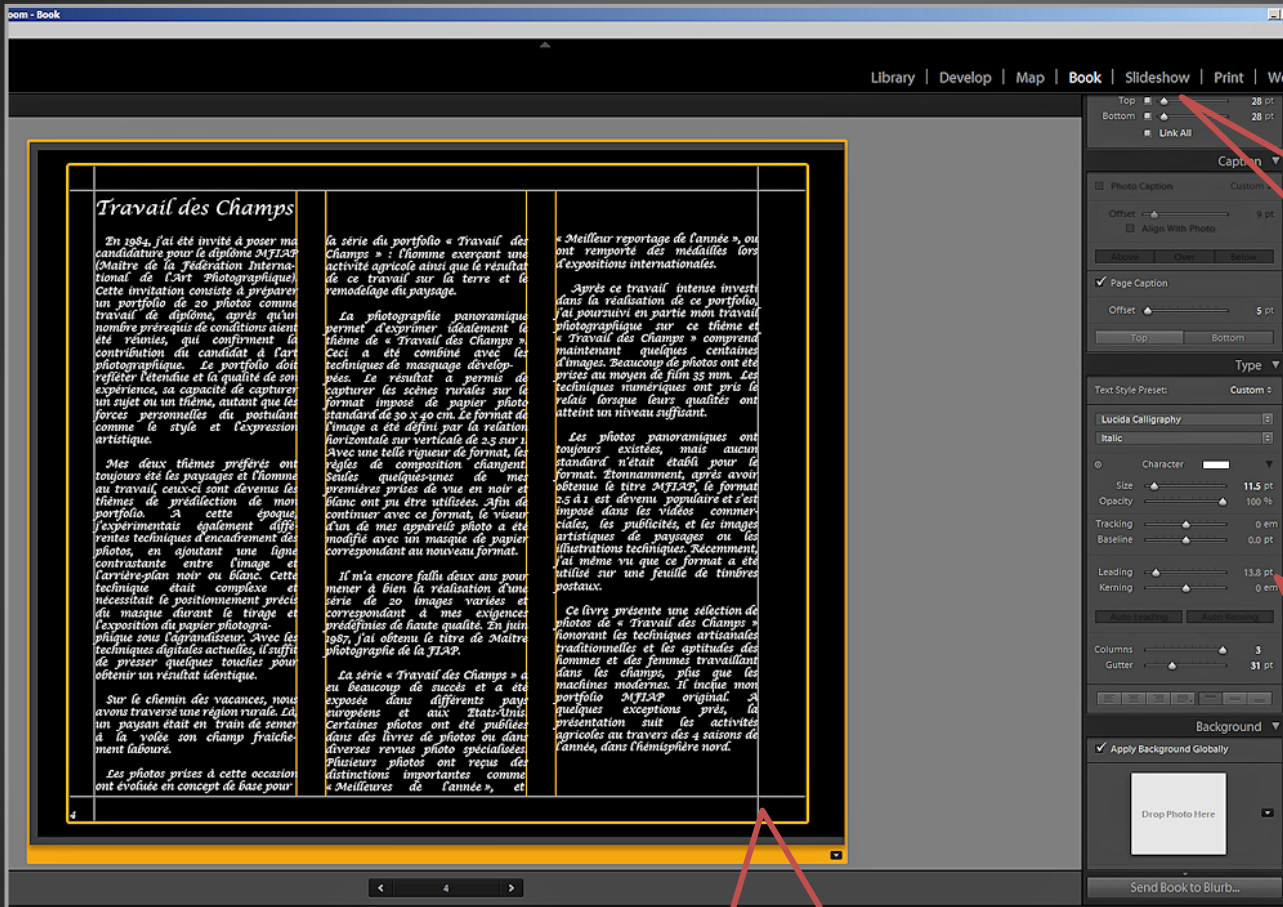 oom - Book
Library | Develop | Map | Book | Slideshow | Print | We
Travail des Champs
En 1984, j'ai été invité à poser ma
candidature pour le diplôme MFIAP
(Maître de la Fédération Interna-
tional de l'Art Photographique).
Cette invitation consiste à préparer
un portfolio de 20 photos comme
travail de diplôme, après qu'un
nombre prérequis de conditions aient
été réunies, qui confirment la
contribution du candidat à l'art
photographique. Le portfolio doit
refléter l'étendue et la qualité de son
expérience, sa capacité de capturer
un sujet ou un thème, autant que les
forces personnelles du postulant
comme le style et l'expression
artistique.
Mes deux thèmes préférés ont
toujours été les paysages et l'homme
au travail, ceux-ci sont devenus les
thèmes de prédilection de mon
portfolio. A cette époque,
j'expérimentais également diffé-
rentes techniques d'encadrement des
photos, en ajoutant une ligne
contrastante entre l'image et
l'arrière-plan noir ou blanc. Cette
technique était complexe et
nécessitait le positionnement précis
du masque durant le tirage et
l'exposition du papier photogra-
phique sous l'agrandisseur. Avec les
techniques digitales actuelles, il suffit
de presser quelques touches pour
obtenir un résultat identique.
Sur le chemin des vacances, nous
avons traversé une région rurale. Là,
un paysan était en train de semer
à la volée son champ fraîche-
ment labouré.
Les photos prises à cette occasion
ont évoluée en concept de base pour
la série du portfolio « Travail des
Champs » : l'homme exerçant une
activité agricole ainsi que le résultat
de ce travail sur la terre et le
remodelage du paysage.
La photographie panoramique
permet d'exprimer idéalement le
thème de « Travail des Champs ».
Ceci a été combiné avec les
techniques de masquage dévelop-
pées. Le résultat a permis de
capturer les scènes rurales sur le
format imposé de papier photo
standard de 30 x 40 cm. Le format de
l'image a été défini par la relation
horizontale sur verticale de 2.5 sur 1.
Avec une telle rigueur de format, les
règles de composition changent.
Seules quelques-unes de mes
premières prises de vue en noir et
blanc ont pu être utilisées. Afin de
continuer avec ce format, le viseur
d'un de mes appareils photo a été
modifié avec un masque de papier
correspondant au nouveau format.
Il m'a encore fallu deux ans pour
mener à bien la réalisation d'une
série de 20 images variées et
correspondant à mes exigences
prédéfinies de haute qualité. En juin
1987, j'ai obtenu le titre de Maître
photographe de la FIAP.
La série « Travail des Champs » a
eu beaucoup de succès et a été
exposée dans différents pays
européens et aux Etats-Unis.
Certaines photos ont été publiées
dans des livres de photos ou dans
diverses revues photo spécialisées.
Plusieurs photos ont reçus des
distinctions importantes comme
« Meilleures de l'année », et
« Meilleur reportage de l'année », ou
ont remporté des médailles lors
d'expositions internationales.
Après ce travail intense investi
dans la réalisation de ce portfolio,
j'ai poursuivi en partie mon travail
photographique sur ce thème et
« Travail des Champs » comprend
maintenant quelques centaines
d'images. Beaucoup de photos ont été
prises au moyen de film 35 mm. Les
techniques numériques ont pris le
relais lorsque leurs qualités ont
atteint un niveau suffisant.
Les photos panoramiques ont
toujours existées, mais aucun
standard n'était établi pour le
format. Étonnamment, après avoir
obtenue le titre MFIAP, le format
2.5 à 1 est devenu populaire et s'est
imposé dans les vidéos commer-
ciales, les publicités, et les images
artistiques de paysages ou les
illustrations techniques. Récemment,
j'ai même vu que ce format a été
utilisé sur une feuille de timbres
postaux.
Ce livre présente une sélection de
photos de « Travail des Champs »
honorant les techniques artisanales
traditionnelles et les aptitudes des
hommes et des femmes travaillant
dans les champs, plus que les
machines modernes. Il inclue mon
portfolio MFIAP original. A
quelques exceptions près, la
présentation suit les activités
agricoles au travers des 4 saisons de
l'année, dans l'hémisphère nord.
4
< 4 >
Top 28 pt
Bottom 28 pt
Link All
Caption
Photo Caption Custom
Offset 9 pt
Align With Photo
Above Over Below
Page Caption
Offset 5 pt
Top Bottom
Type
Text Style Preset: Custom
Lucida Calligraphy
Italic
Character
Size 11.5 pt
Opacity 100 %
Tracking 0 em
Baseline 0.0 pt
Leading 13.8 pt
Kerning 0 em
Auto Leading Auto Kerning
Columns 3
Gutter 31 pt
Background
Apply Background Globally
Drop Photo Here
Send Book to Blurb...